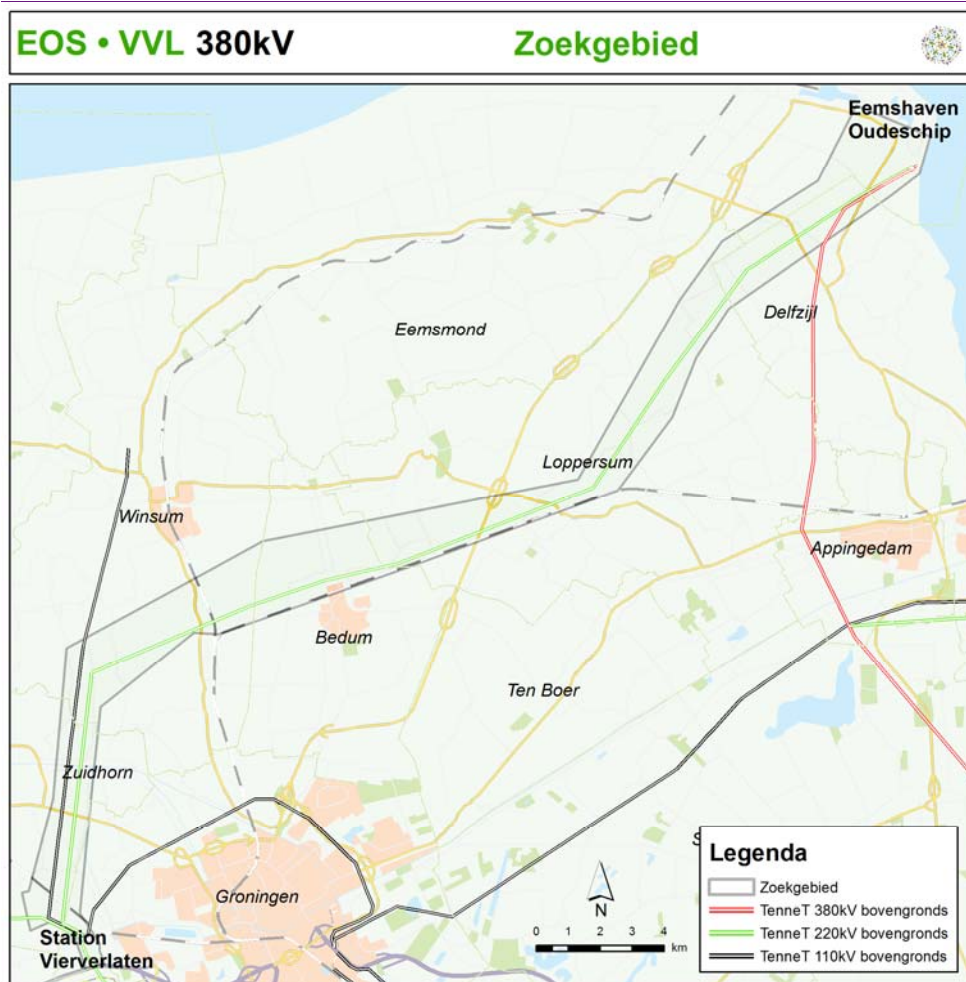 EOS • VVL 380kV
Zoekgebied
Eemshaven
Oudeschip
Delfzijl
Eemsmond
Loppersum
Winsum
Appingedam
Bedum
Ten Boer
Zuidhorn
S
Groningen
Station
Vierverlaten
N
0 1 2 3 4
km
Legenda
Zoekgebied
TenneT 380kV bovengronds
TenneT 220kV bovengronds
TenneT 110kV bovengronds